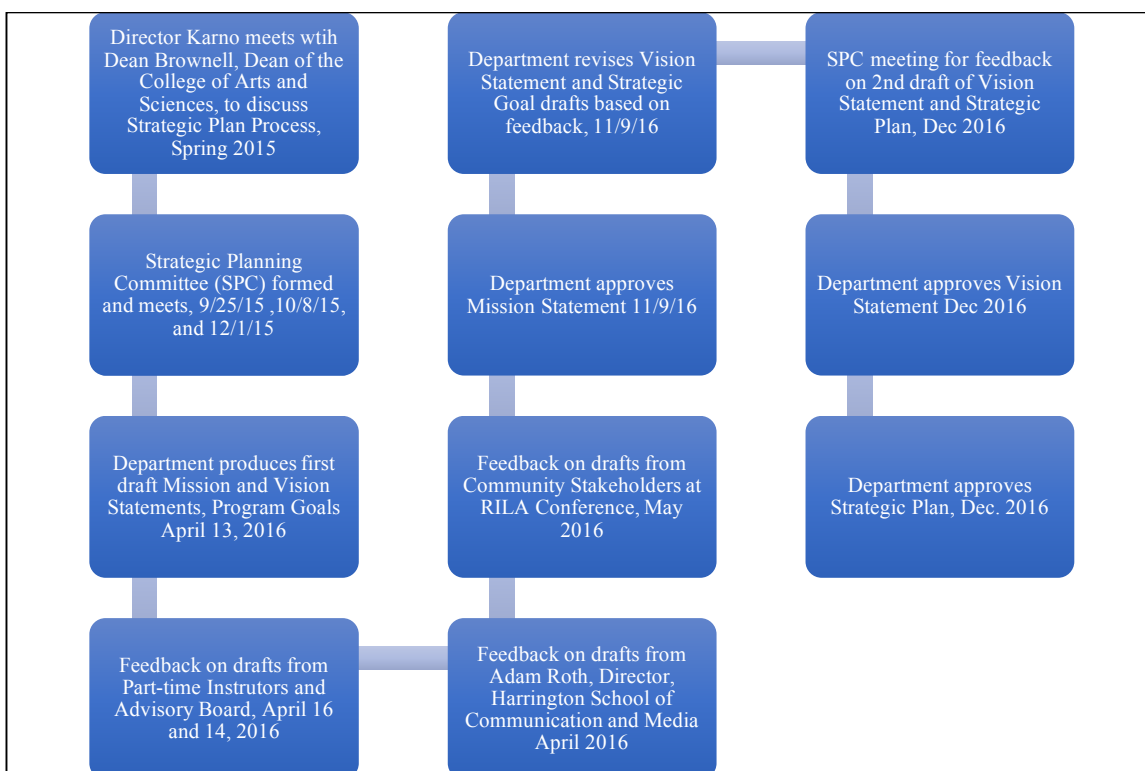 Director Karno meets wtih
Dean Brownell, Dean of the
College of Arts and
Sciences, to discuss
Strategic Plan Process,
Spring 2015
Strategic Planning
Committee (SPC) formed
and meets, 9/25/15 ,10/8/15,
and 12/1/15
Department produces first
draft Mission and Vision
Statements, Program Goals
April 13, 2016
Feedback on drafts from
Part-time Instrutors and
Advisory Board, April 16
and 14, 2016
Feedback on drafts from
Adam Roth, Director,
Harrington School of
Communication and Media
April 2016
Feedback on drafts from
Community Stakeholders at
RILA Conference, May
2016
Department approves
Mission Statement 11/9/16
Department revises Vision
Statement and Strategic
Goal drafts based on
feedback, 11/9/16
SPC meeting for feedback
on 2nd draft of Vision
Statement and Strategic
Plan, Dec 2016
Department approves Vision
Statement Dec 2016
Department approves
Strategic Plan, Dec. 2016